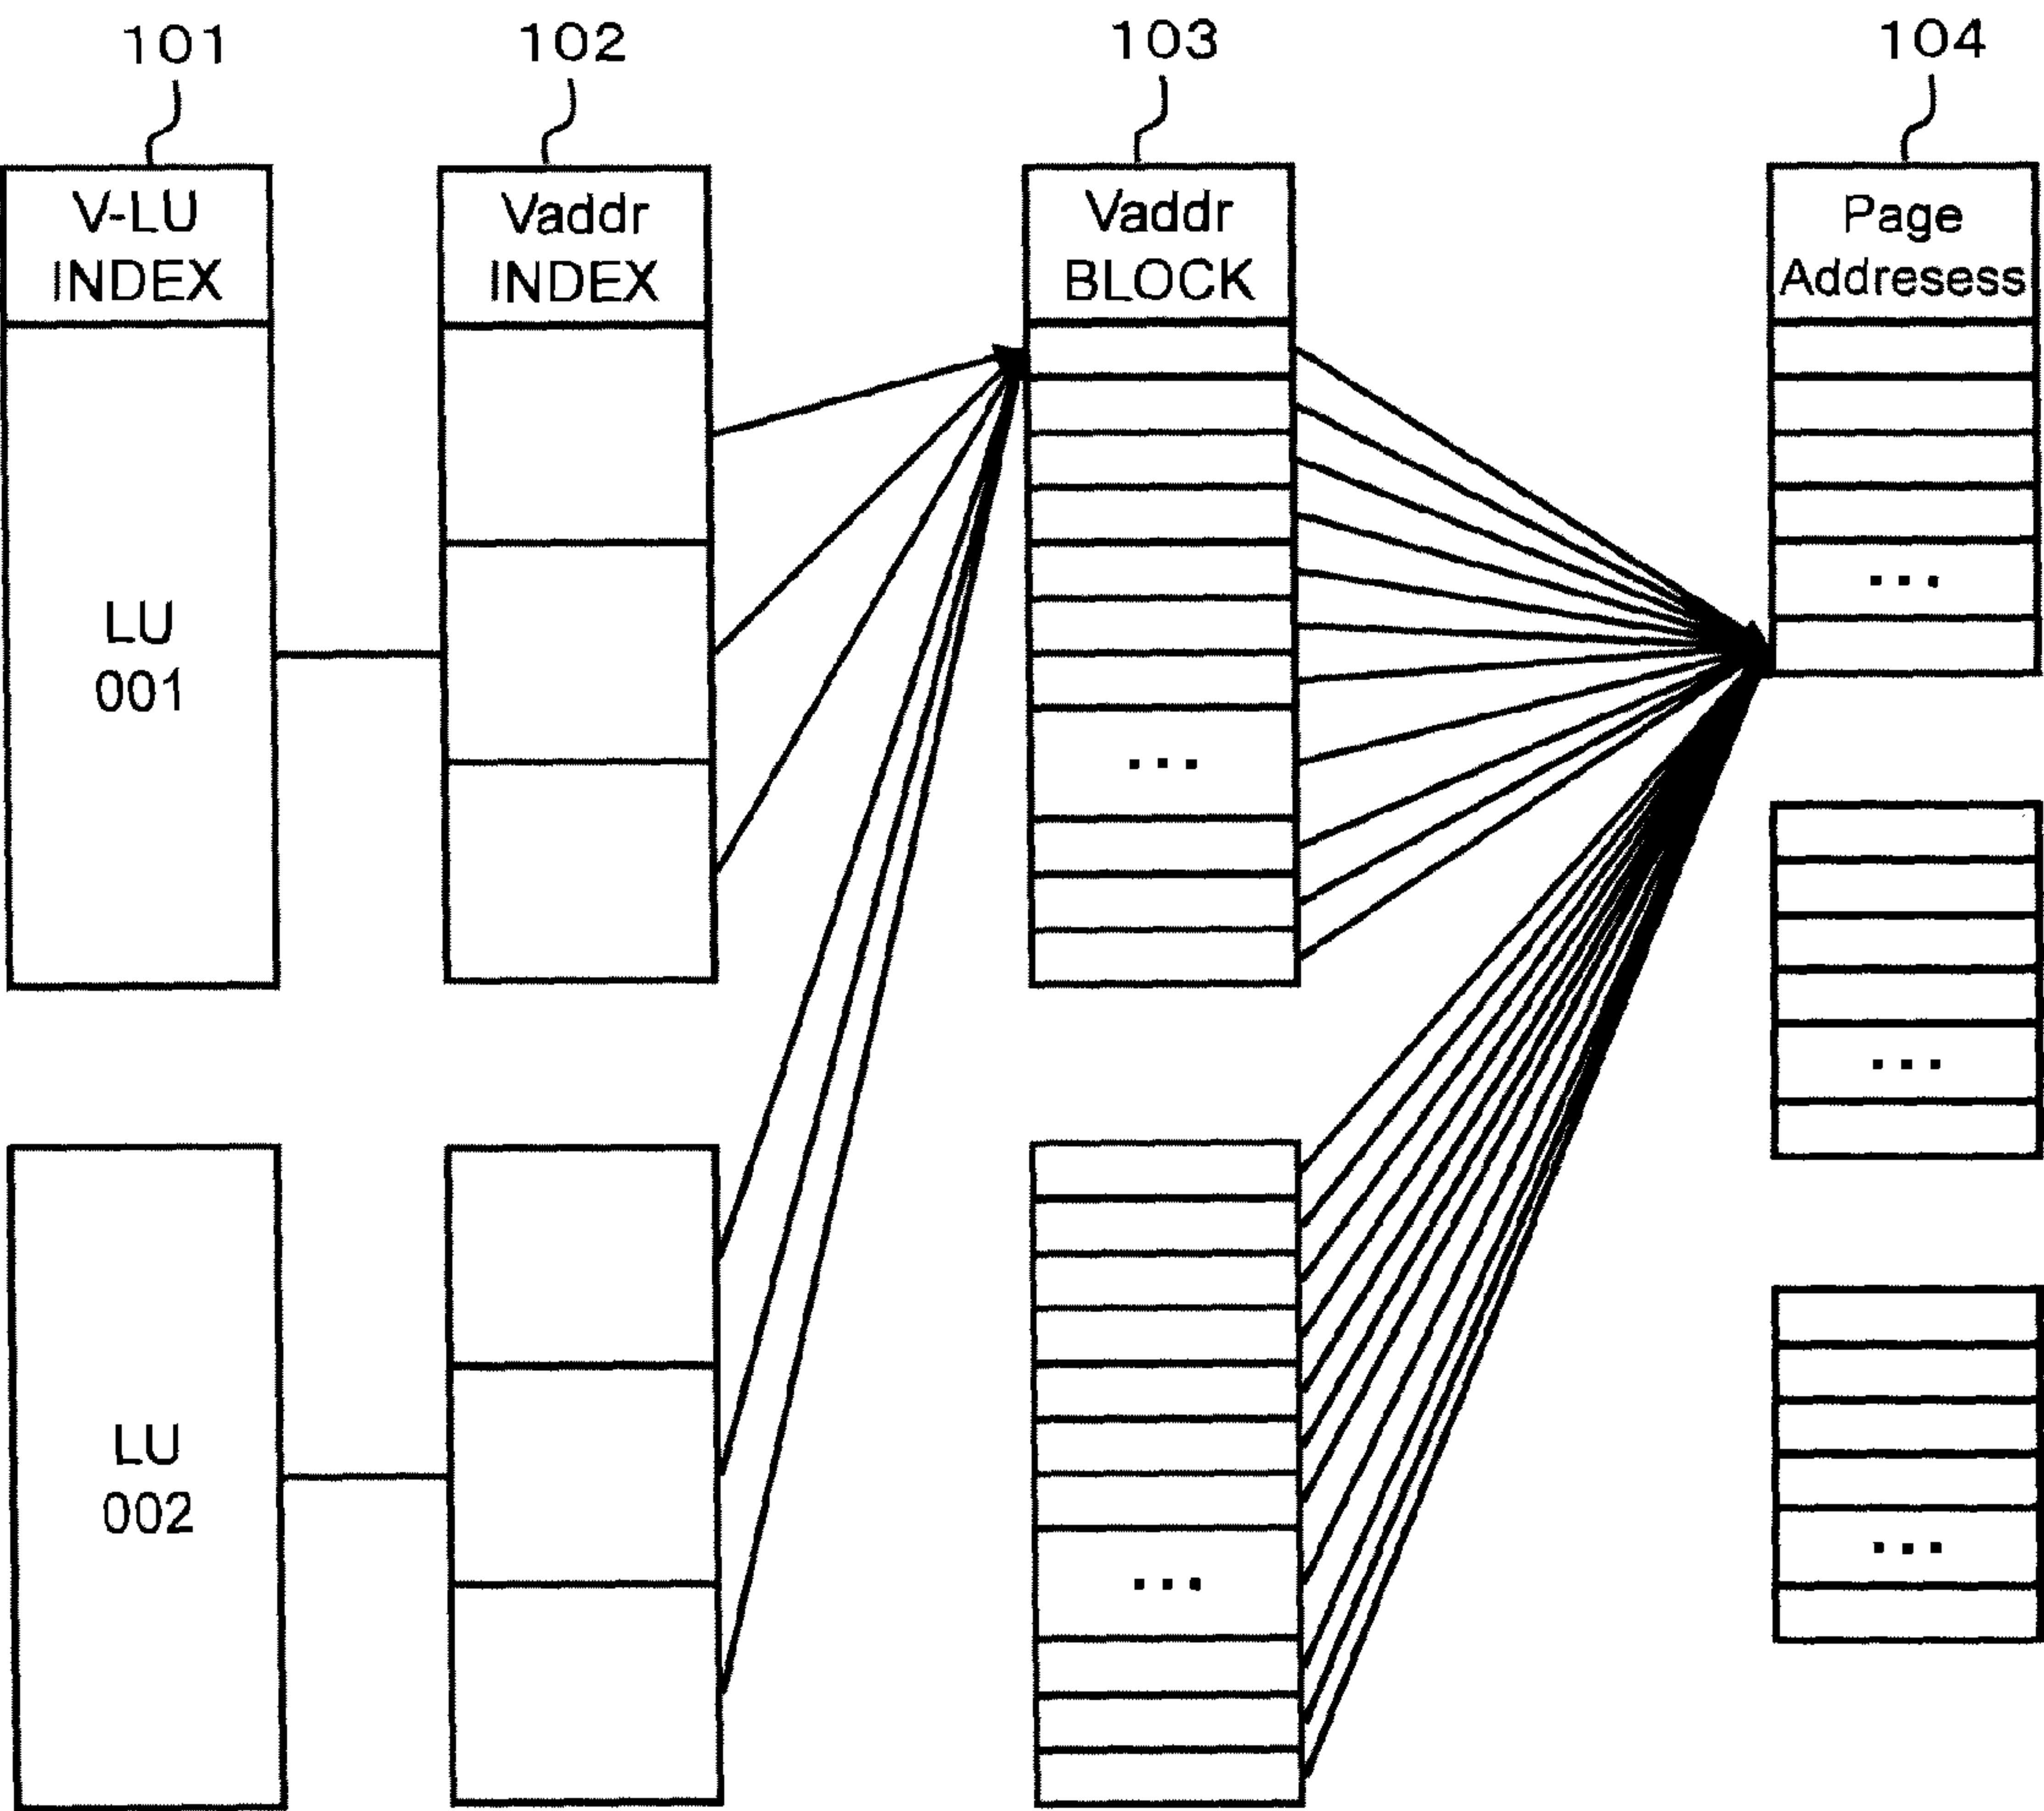 101
102
103
104
V-LU
INDEX
Vaddr
INDEX
Vaddr
BLOCK
Page
Addresess
...
LU
001
...
...
LU
002
...
...